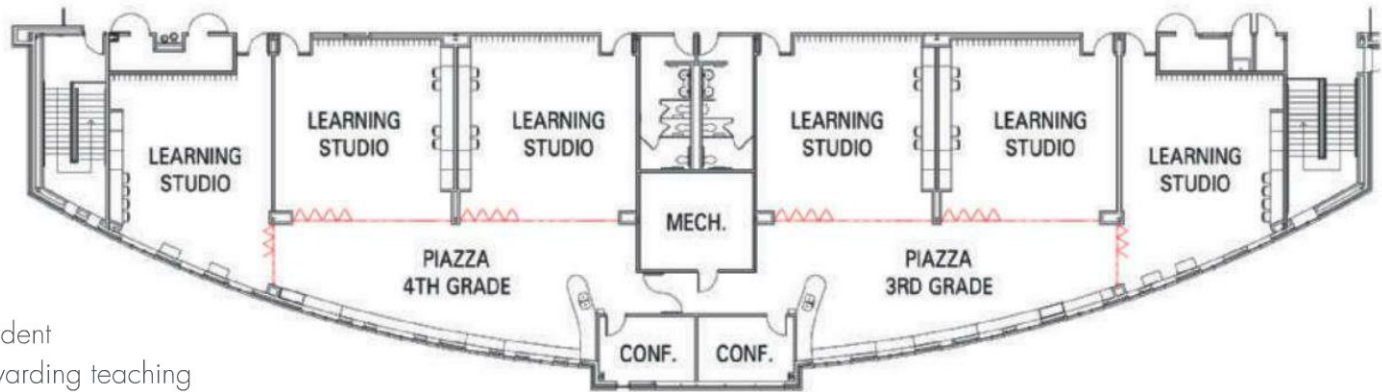 LEARNING
STUDIO
LEARNING
STUDIO
LEARNING
STUDIO
LEARNING
STUDIO
LEARNING
STUDIO
LEARNING
STUDIO
MECH.
PIAZZA
4TH GRADE
PIAZZA
3RD GRADE
CONF.
CONF.
dent
varding teaching